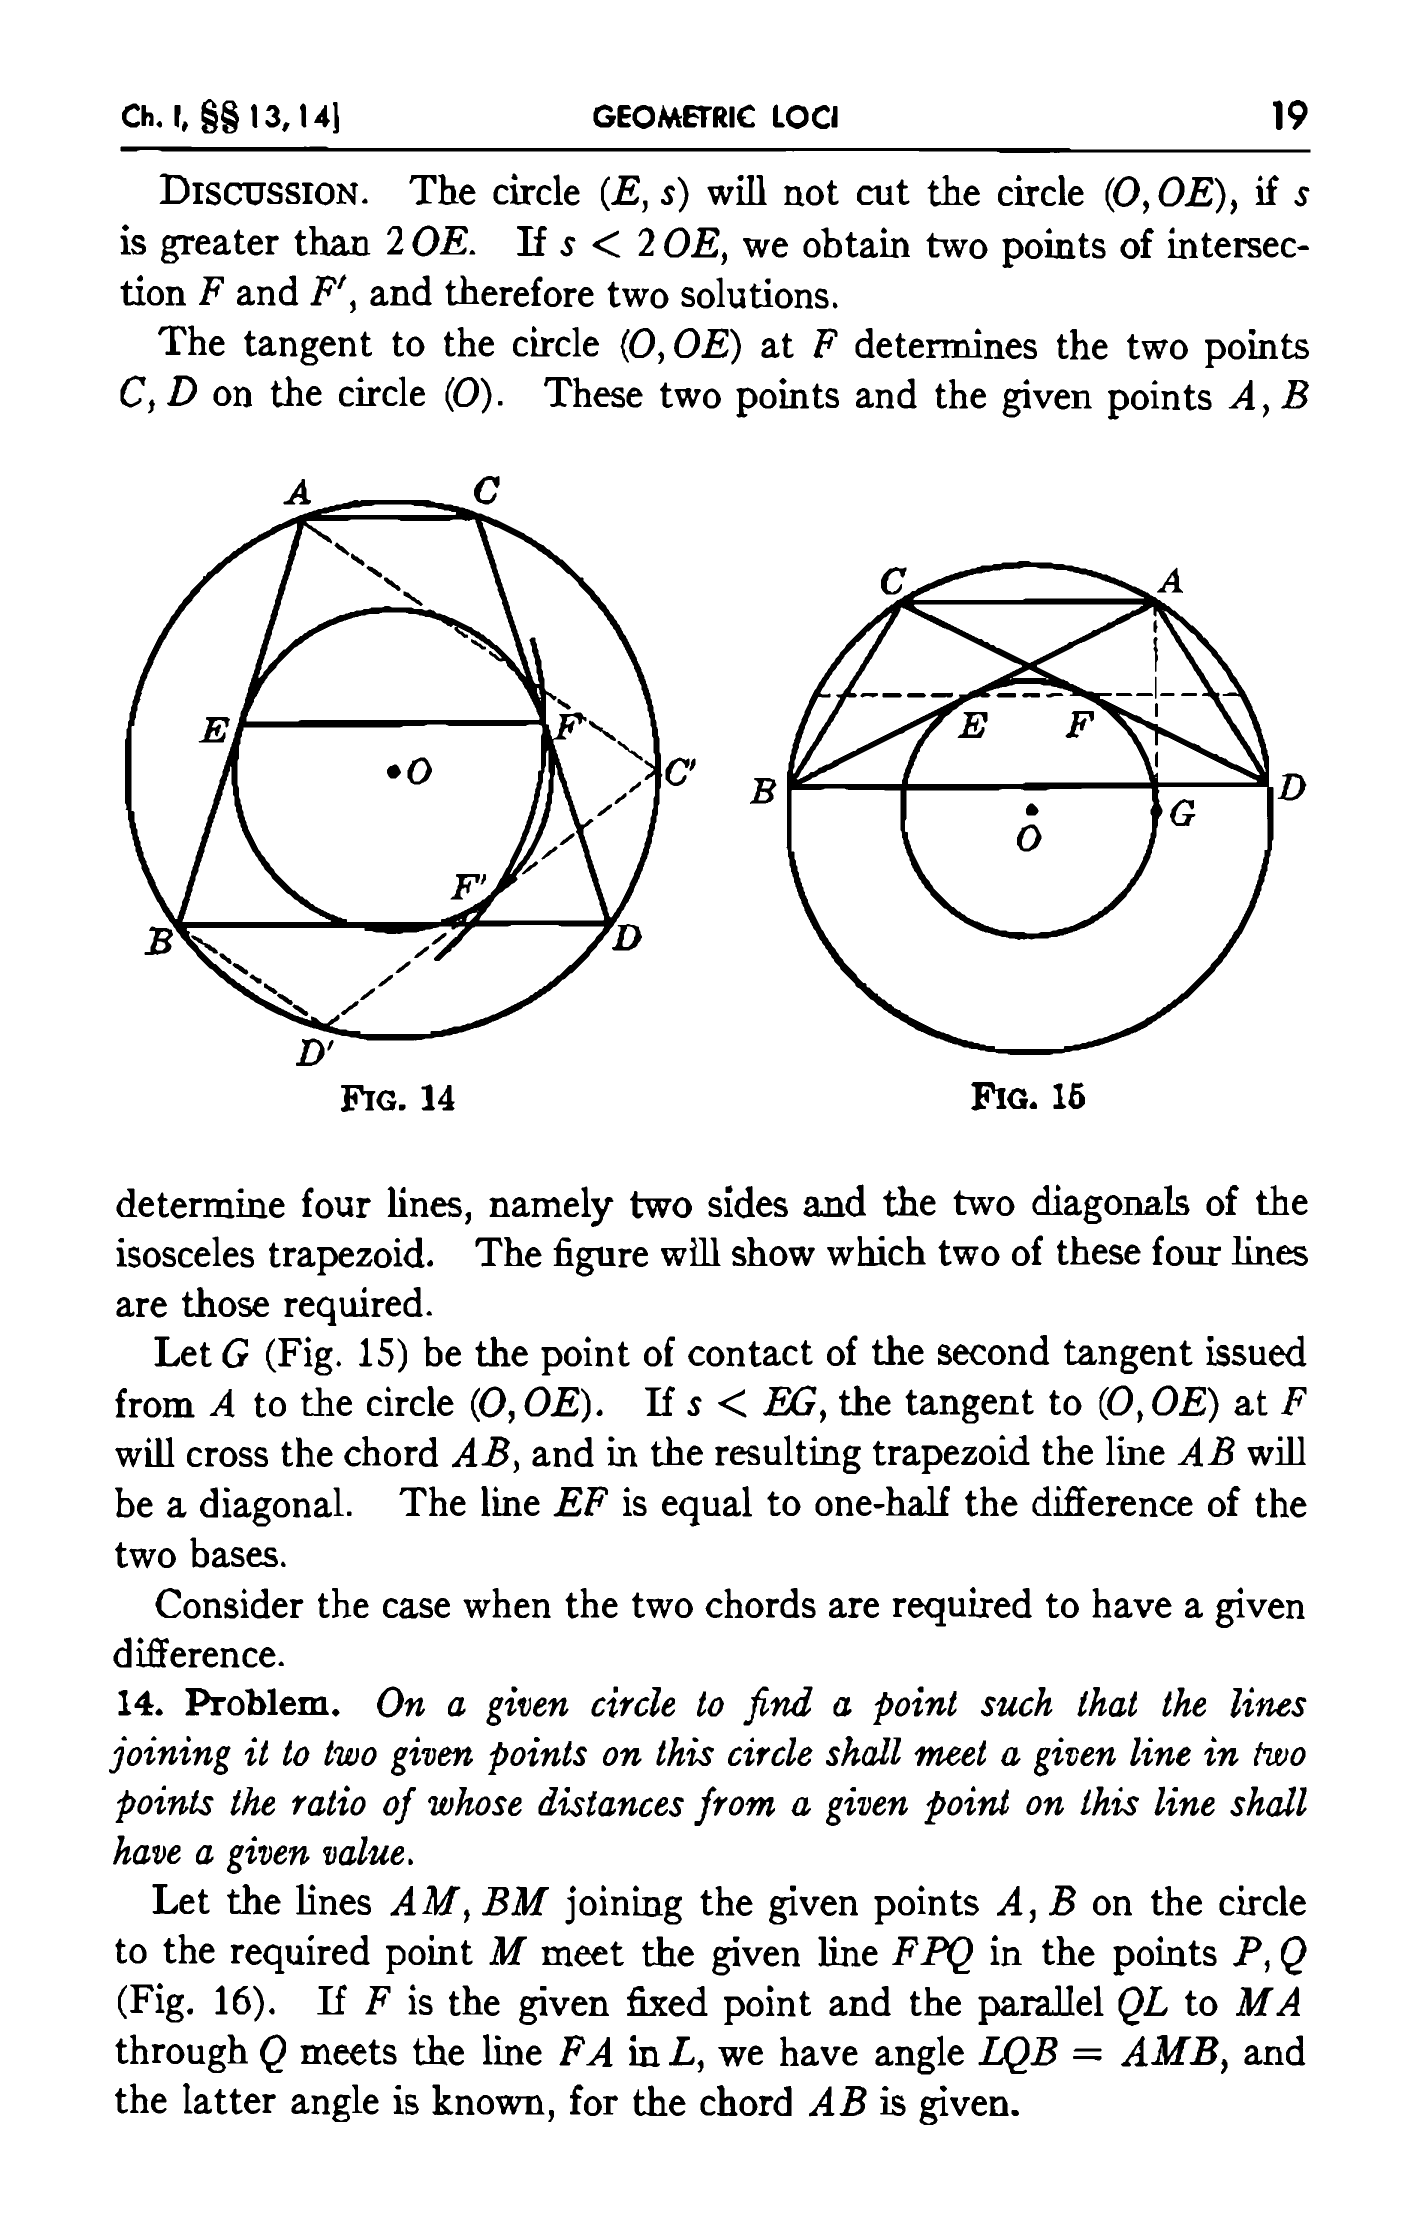 Ch. I, §§ 13, 14] GEOMETRIC LOCI 19
DISCUSSION. The circle (E, s) will not cut the circle (O, OE), if s
is greater than 2 OE. If s < 2 OE, we obtain two points of intersec-
tion F and F′, and therefore two solutions.
The tangent to the circle (O, OE) at F determines the two points
C, D on the circle (O). These two points and the given points A, B
A C
E F
O C′
F′
B D
D′
FIG. 14
C A
E F
B D
G
O
FIG. 15
determine four lines, namely two sides and the two diagonals of the
isosceles trapezoid. The figure will show which two of these four lines
are those required.
Let G (Fig. 15) be the point of contact of the second tangent issued
from A to the circle (O, OE). If s < EG, the tangent to (O, OE) at F
will cross the chord AB, and in the resulting trapezoid the line AB will
be a diagonal. The line EF is equal to one-half the difference of the
two bases.
Consider the case when the two chords are required to have a given
difference.
14. Problem. On a given circle to find a point such that the lines
joining it to two given points on this circle shall meet a given line in two
points the ratio of whose distances from a given point on this line shall
have a given value.
Let the lines AM, BM joining the given points A, B on the circle
to the required point M meet the given line FPQ in the points P, Q
(Fig. 16). If F is the given fixed point and the parallel QL to MA
through Q meets the line FA in L, we have angle LQB = AMB, and
the latter angle is known, for the chord AB is given.